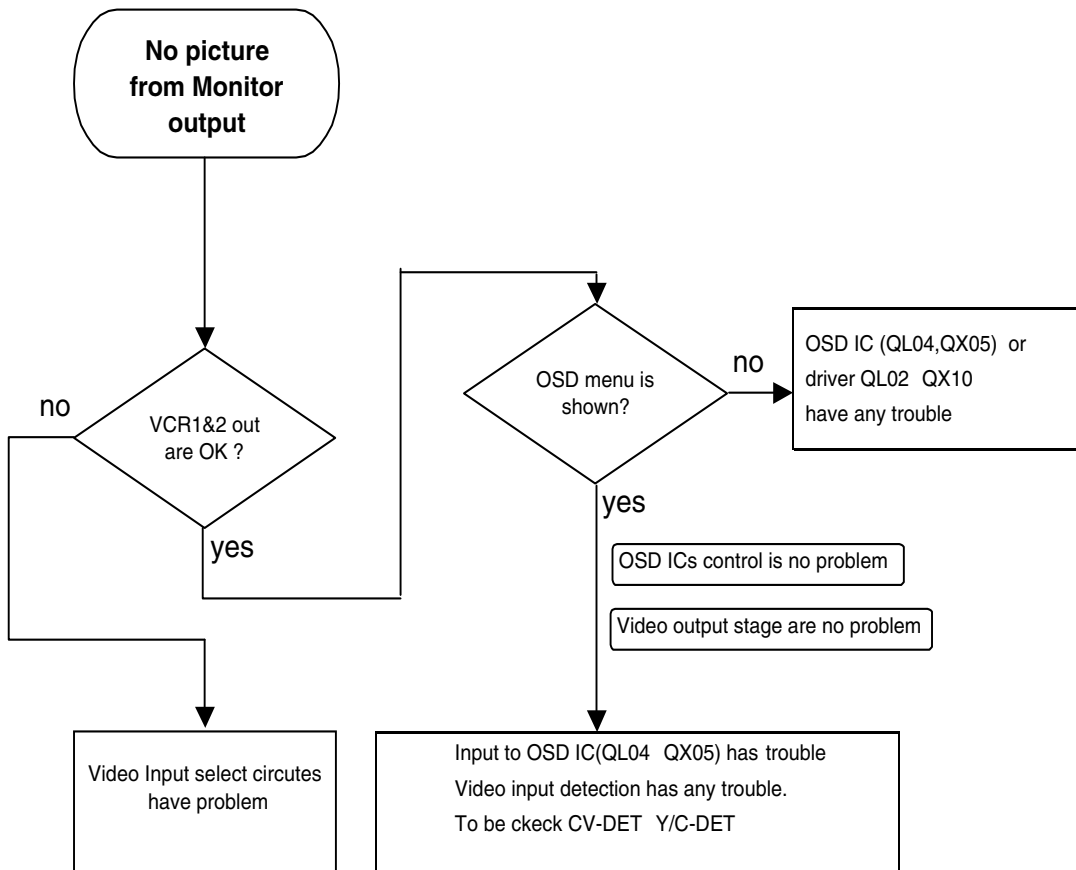 No picture
from Monitor
output
VCR1&2 out
are OK ?
no
yes
OSD menu is
shown?
no
OSD IC (QL04,QX05) or
driver QL02 QX10
have any trouble
yes
OSD ICs control is no problem
Video output stage are no problem
Video Input select circutes
have problem
Input to OSD IC(QL04 QX05) has trouble
Video input detection has any trouble.
To be ckeck CV-DET Y/C-DET